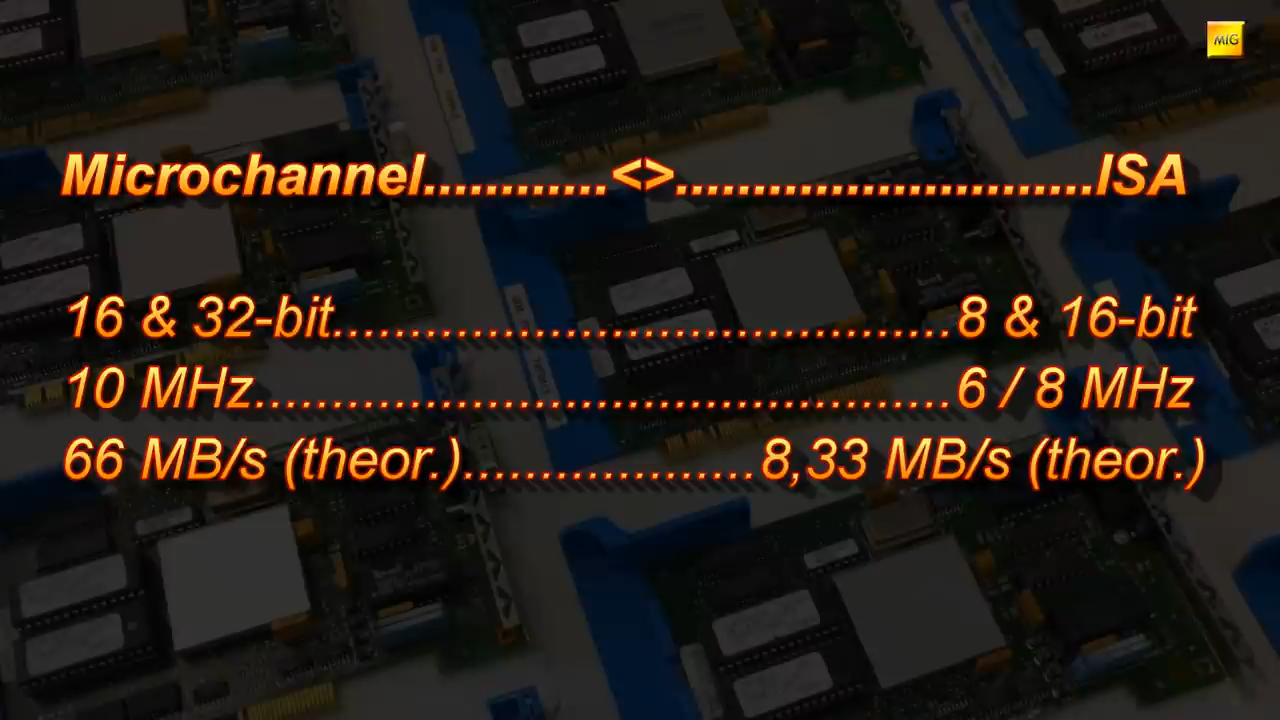 MIG
Microchannel............<>...........................ISA
16 & 32-bit.......................................8 & 16-bit
10 MHz............................................6 / 8 MHz
66 MB/s (theor.)...................8,33 MB/s (theor.)